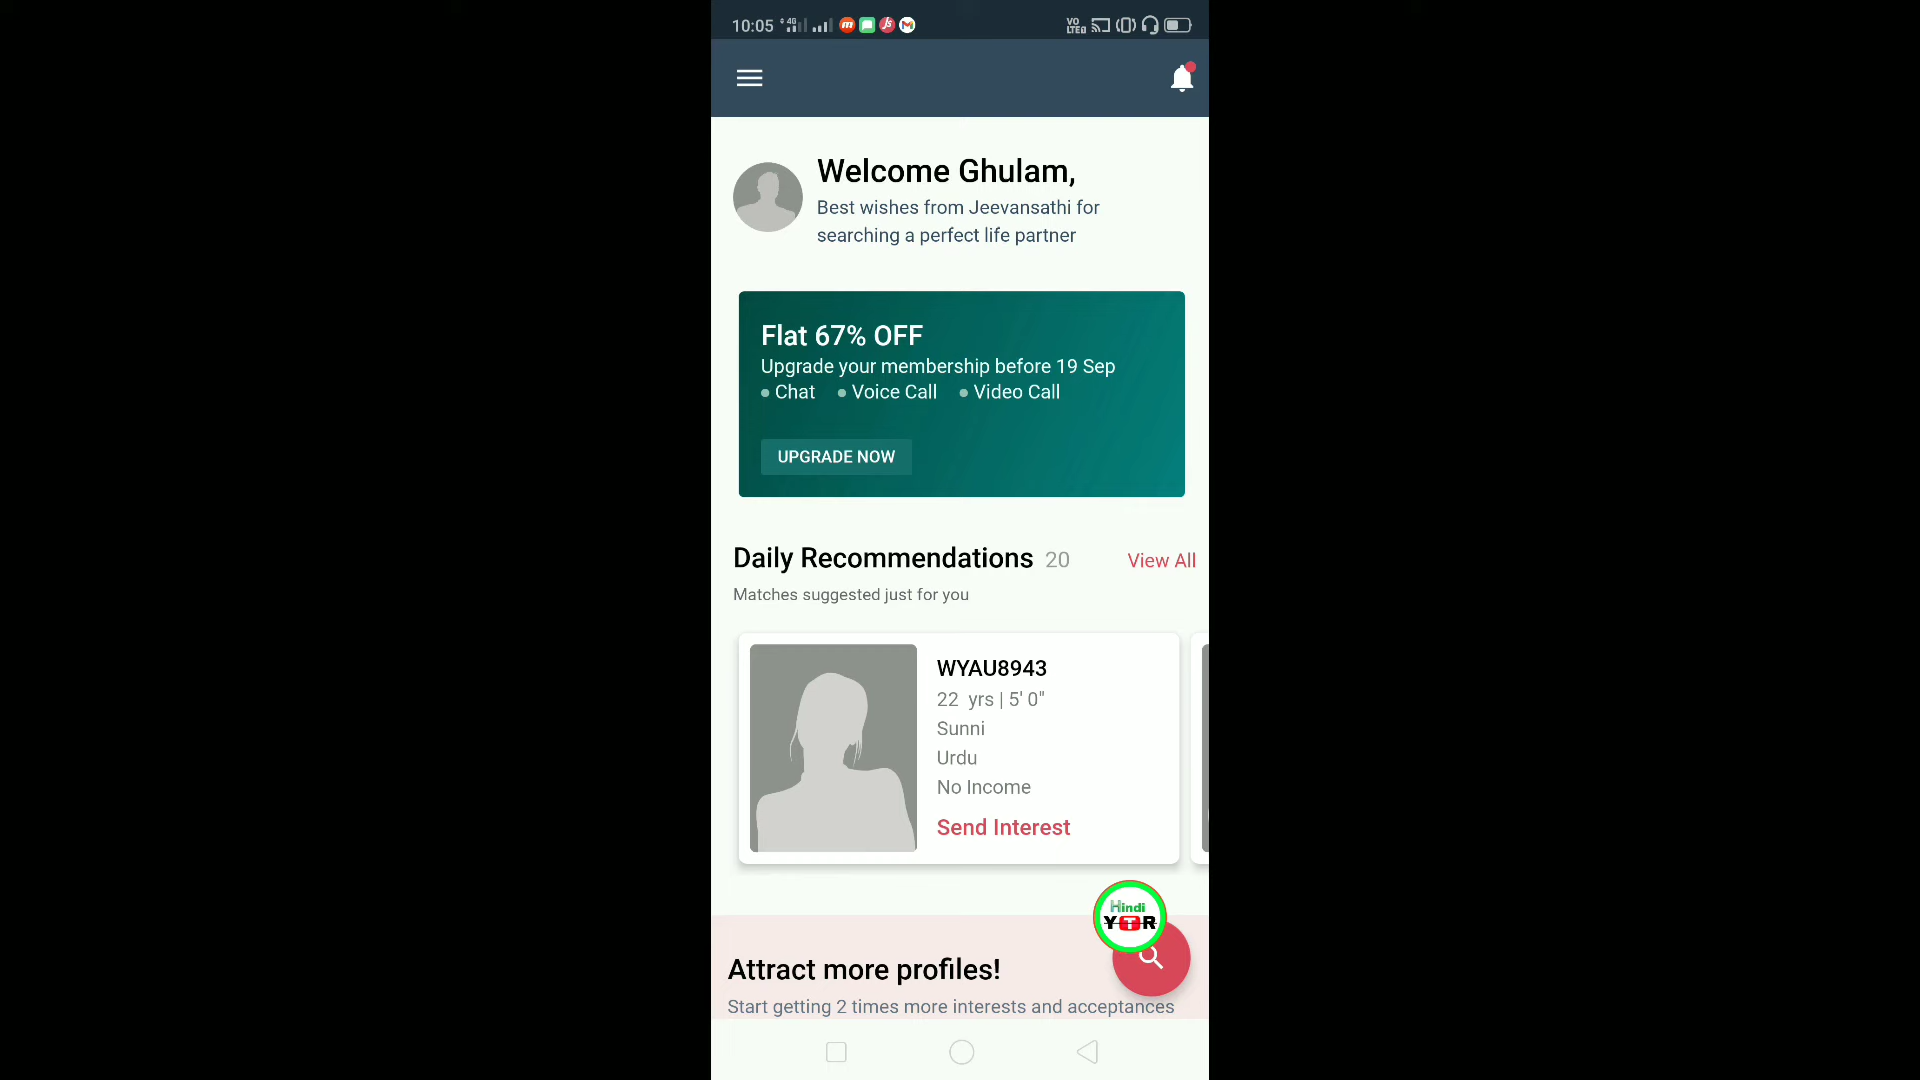 10:05 4G VO LTE
Welcome Ghulam,
Best wishes from Jeevansathi for
searching a perfect life partner
Flat 67% OFF
Upgrade your membership before 19 Sep
Chat Voice Call Video Call
UPGRADE NOW
Daily Recommendations 20 View All
Matches suggested just for you
WYAU8943
22 yrs | 5' 0"
Sunni
Urdu
No Income
Send Interest
Hindi
YTR
Attract more profiles!
Start getting 2 times more interests and acceptances